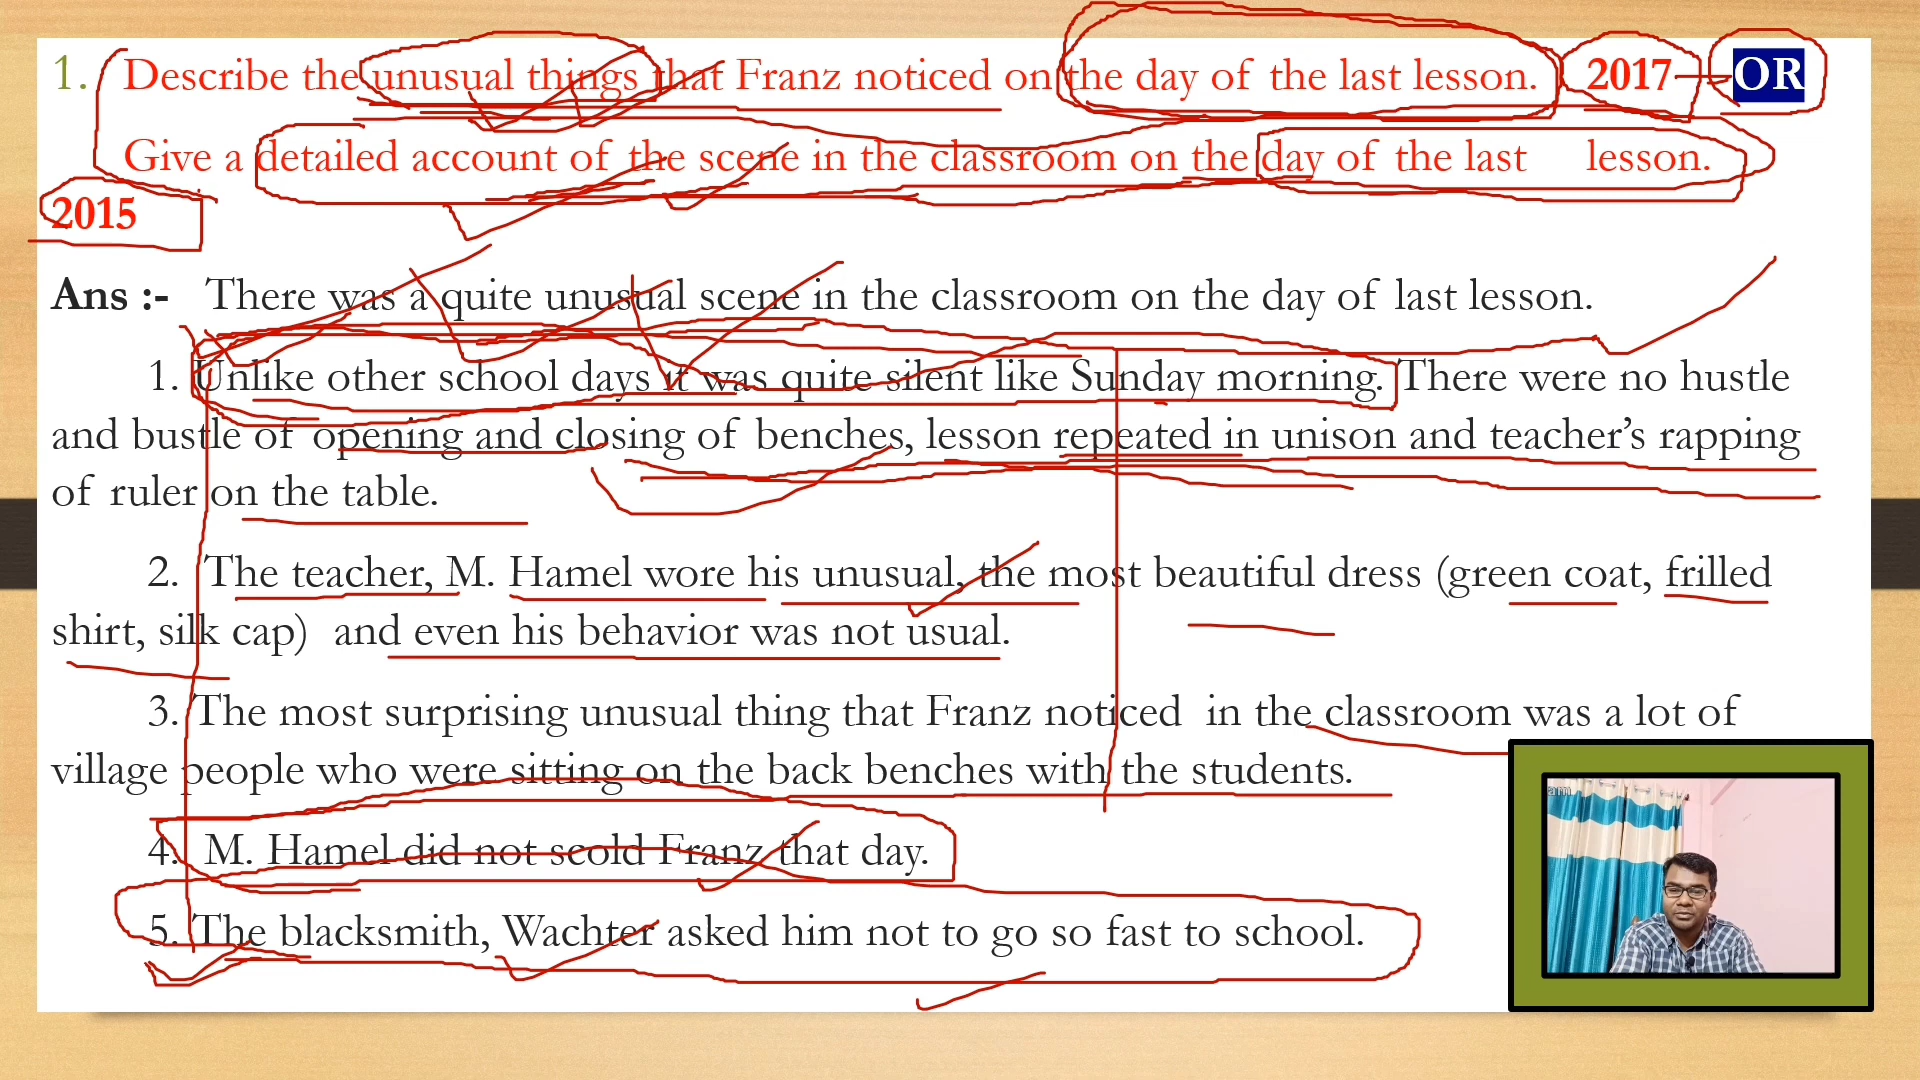 1. Describe the unusual things that Franz noticed on the day of the last lesson. 2017 OR
Give a detailed account of the scene in the classroom on the day of the last lesson.
2015
Ans :- There was a quite unusual scene in the classroom on the day of last lesson.
1. Unlike other school days it was quite silent like Sunday morning. There were no hustle
and bustle of opening and closing of benches, lesson repeated in unison and teacher’s rapping
of ruler on the table.
2. The teacher, M. Hamel wore his unusual, the most beautiful dress (green coat, frilled
shirt, silk cap) and even his behavior was not usual.
3. The most surprising unusual thing that Franz noticed in the classroom was a lot of
village people who were sitting on the back benches with the students.
4. M. Hamel did not scold Franz that day.
5. The blacksmith, Wachter asked him not to go so fast to school.